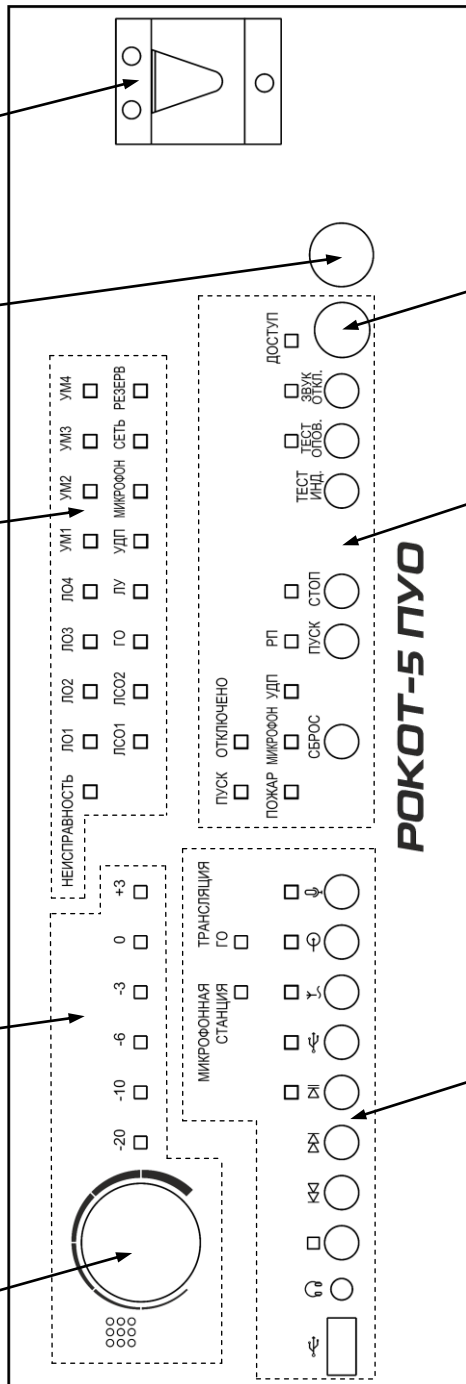 -20 -10 -6 -3 0 +3
НЕИСПРАВНОСТЬ ЛО1 ЛО2 ЛО3 ЛО4 УМ1 УМ2 УМ3 УМ4
ЛСО1 ЛСО2 ГО ЛУ УДП МИКРОФОН СЕТЬ РЕЗЕРВ
МИКРОФОННАЯ
СТАНЦИЯ
ТРАНСЛЯЦИЯ
ГО
ПУСК ОТКЛЮЧЕНО
ПОЖАР МИКРОФОН УДП РП
СБРОС ПУСК СТОП
ТЕСТ
ИНД.
ТЕСТ
ОПОВ.
ЗВУК
ОТКЛ.
ДОСТУП
РОКОТ-5 ПУО